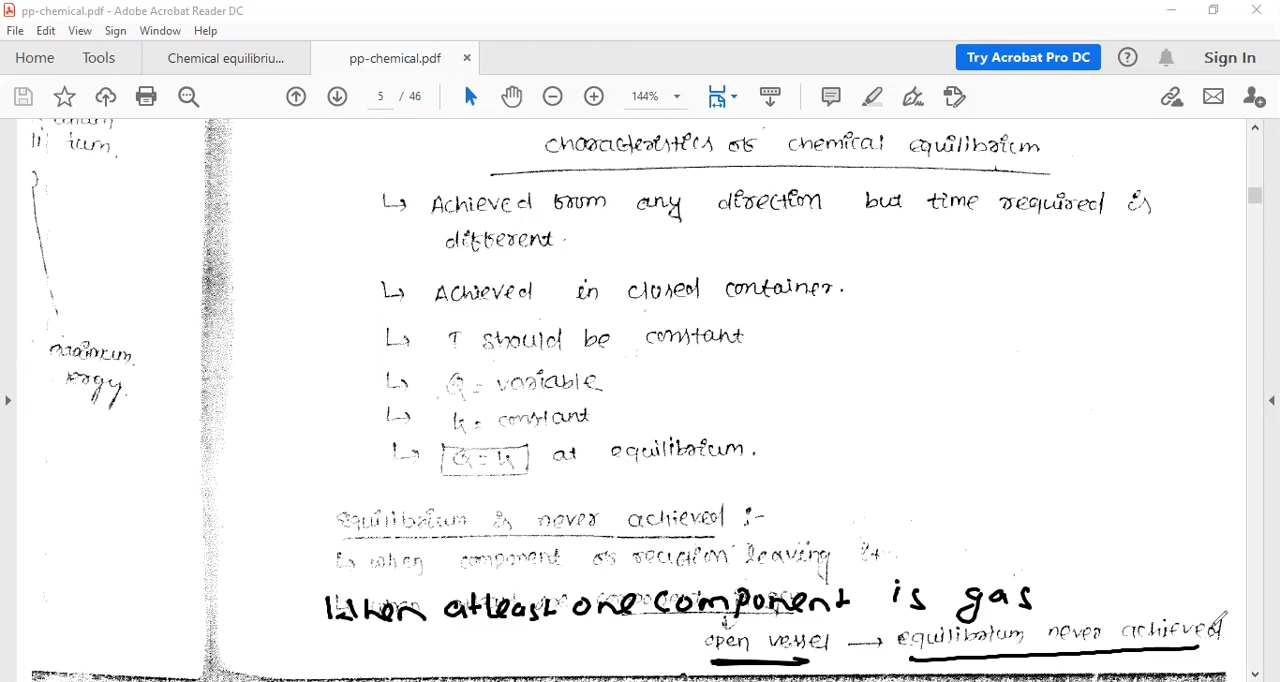 pp-chemical.pdf - Adobe Acrobat Reader DC
File Edit View Sign Window Help
Home Tools Chemical equilibriu... pp-chemical.pdf × Try Acrobat Pro DC Sign In
5 / 46 144%
characteristics of chemical equilibrium
↳ Achieved from any direction but time required is
different.
↳ Achieved in closed container.
↳ T should be constant
↳ Q = variable
↳ K = constant
↳ Q = K at equilibrium.
equilibrium is never achieved :-
↳ when component of reaction leaving it.
When atleast one component is gas
open vessel → equilibrium never achieved
ium.